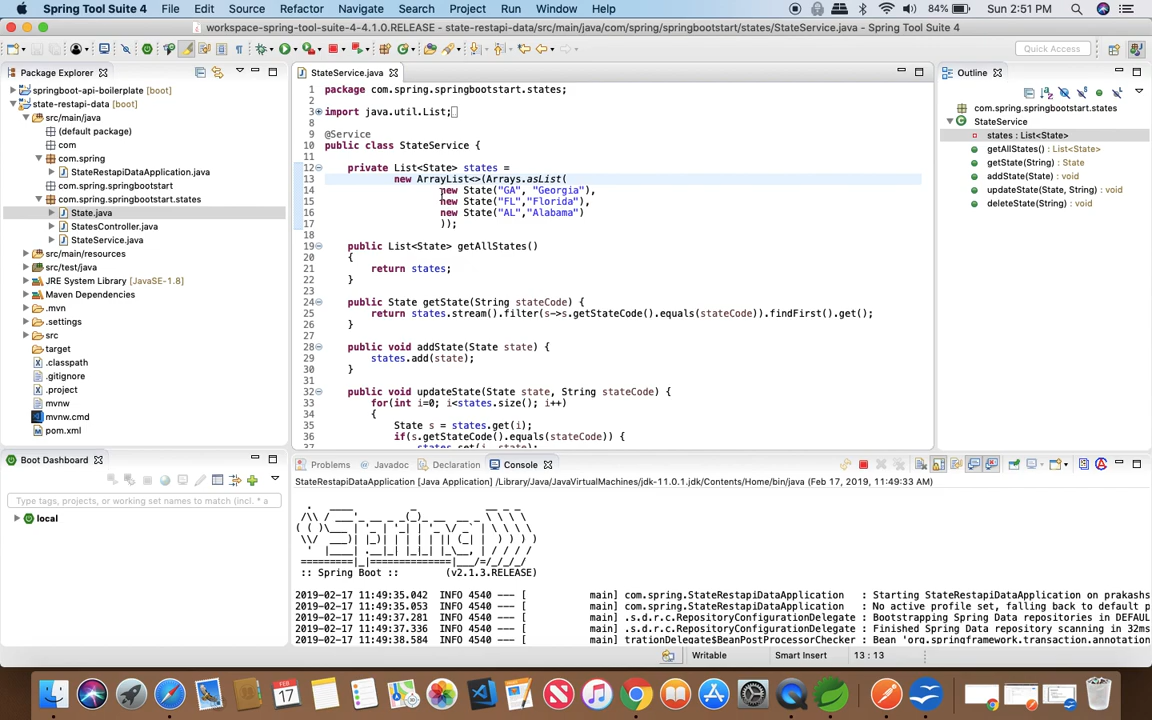 Spring Tool Suite 4 File Edit Source Refactor Navigate Search Project Run Window Help 84% Sun 2:51 PM
workspace-spring-tool-suite-4-4.1.0.RELEASE - state-restapi-data/src/main/java/com/spring/springbootstart/states/StateService.java - Spring Tool Suite 4
Quick Access
Package Explorer
springboot-api-boilerplate [boot]
state-restapi-data [boot]
src/main/java
(default package)
com
com.spring
StateRestapiDataApplication.java
com.spring.springbootstart
com.spring.springbootstart.states
State.java
StatesController.java
StateService.java
src/main/resources
src/test/java
JRE System Library [JavaSE-1.8]
Maven Dependencies
.mvn
.settings
src
target
.classpath
.gitignore
.project
mvnw
mvnw.cmd
pom.xml
Boot Dashboard
Type tags, projects, or working set names to match (incl. * a
local
StateService.java
1 package com.spring.springbootstart.states;
2
3 import java.util.List;
8
9 @Service
10 public class StateService {
11
12 private List<State> states =
13 new ArrayList<>(Arrays.asList(
14 new State("GA", "Georgia"),
15 new State("FL","Florida"),
16 new State("AL","Alabama")
17 ));
18
19 public List<State> getAllStates()
20 {
21 return states;
22 }
23
24 public State getState(String stateCode) {
25 return states.stream().filter(s->s.getStateCode().equals(stateCode)).findFirst().get();
26 }
27
28 public void addState(State state) {
29 states.add(state);
30 }
31
32 public void updateState(State state, String stateCode) {
33 for(int i=0; i<states.size(); i++)
34 {
35 State s = states.get(i);
36 if(s.getStateCode().equals(stateCode)) {
37 states.set(i, state);
Outline
com.spring.springbootstart.states
StateService
states : List<State>
getAllStates() : List<State>
getState(String) : State
addState(State) : void
updateState(State, String) : void
deleteState(String) : void
Problems Javadoc Declaration Console
StateRestapiDataApplication [Java Application] /Library/Java/JavaVirtualMachines/jdk-11.0.1.jdk/Contents/Home/bin/java (Feb 17, 2019, 11:49:33 AM)
:: Spring Boot :: (v2.1.3.RELEASE)
2019-02-17 11:49:35.042 INFO 4540 --- [ main] com.spring.StateRestapiDataApplication : Starting StateRestapiDataApplication on prakashs
2019-02-17 11:49:35.053 INFO 4540 --- [ main] com.spring.StateRestapiDataApplication : No active profile set, falling back to default p
2019-02-17 11:49:37.281 INFO 4540 --- [ main] .s.d.r.c.RepositoryConfigurationDelegate : Bootstrapping Spring Data repositories in DEFAUL
2019-02-17 11:49:37.336 INFO 4540 --- [ main] .s.d.r.c.RepositoryConfigurationDelegate : Finished Spring Data repository scanning in 32ms
2019-02-17 11:49:38.584 INFO 4540 --- [ main] trationDelegate$BeanPostProcessorChecker : Bean 'org.springframework.transaction.annotation
Writable Smart Insert 13 : 13
FEB
17